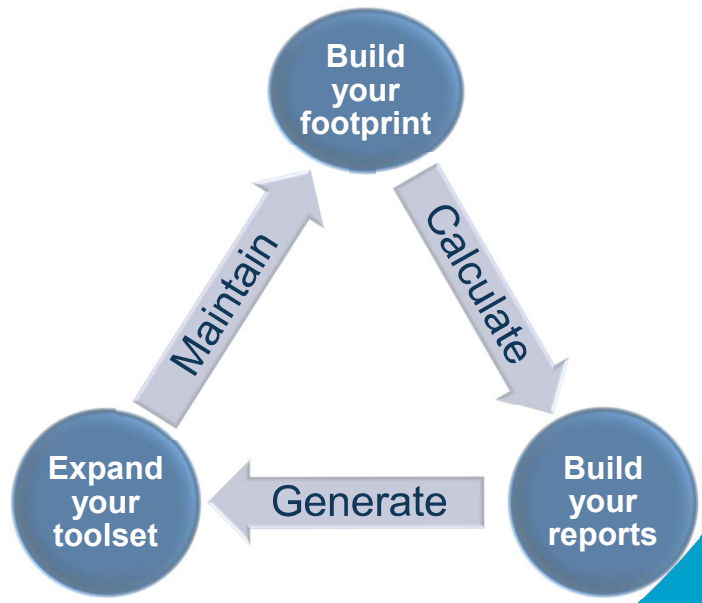 Build
your
footprint
Calculate
Maintain
Expand
your
toolset
Generate
Build
your
reports